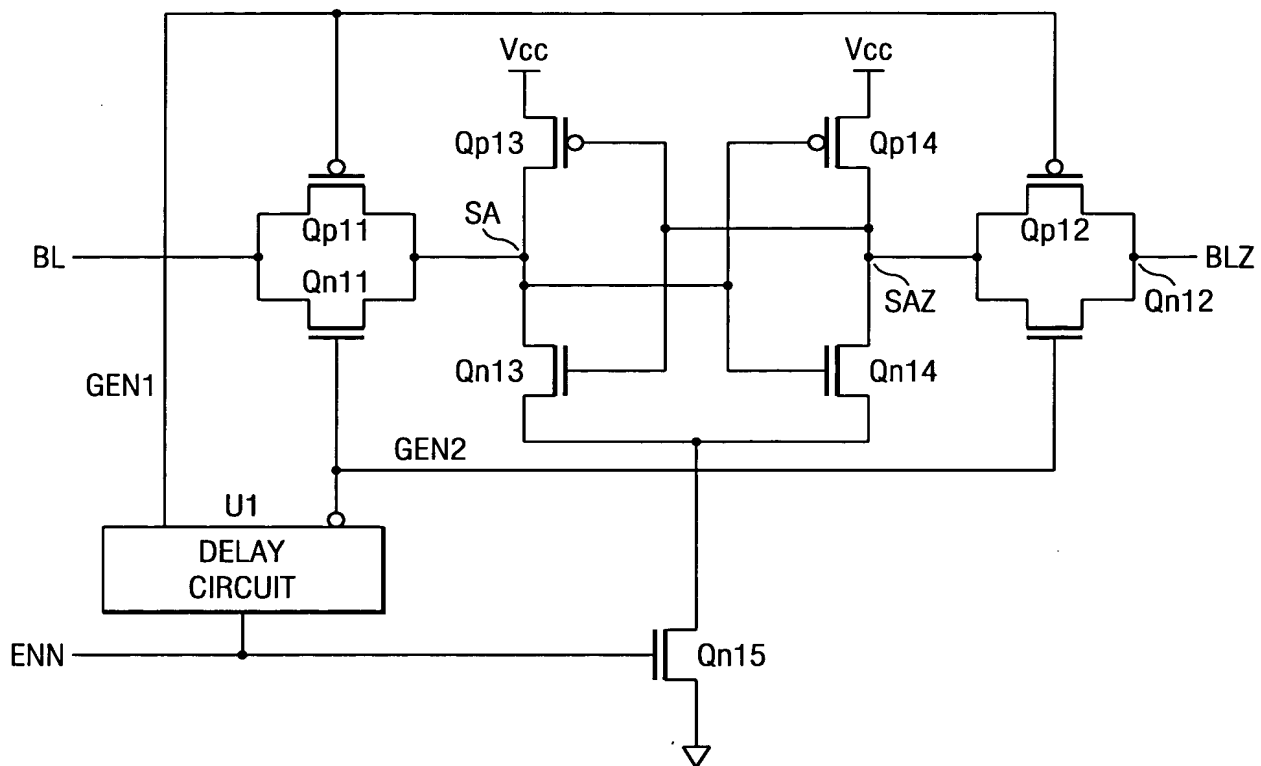 Vcc
Vcc
Qp13
Qp14
Qp11
Qp12
SA
BL
Qn11
SAZ
BLZ
Qn12
Qn13
Qn14
GEN1
GEN2
U1
DELAY
CIRCUIT
ENN
Qn15